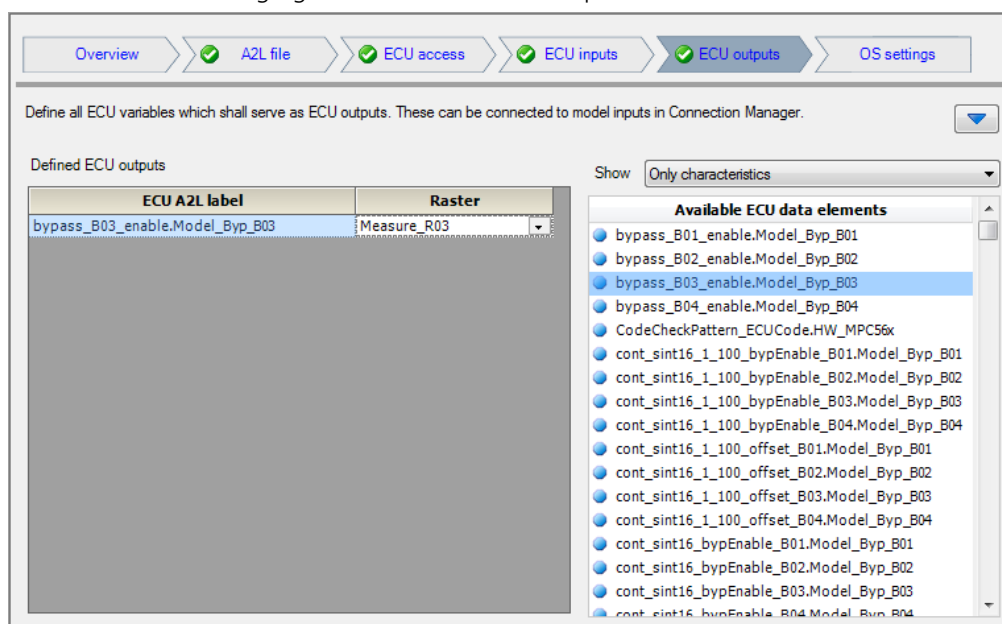 Overview
A2L file
ECU access
ECU inputs
ECU outputs
OS settings
Define all ECU variables which shall serve as ECU outputs. These can be connected to model inputs in Connection Manager.
Defined ECU outputs
ECU A2L label
Raster
bypass_B03_enable.Model_Byp_B03
Measure_R03
Show
Only characteristics
Available ECU data elements
bypass_B01_enable.Model_Byp_B01
bypass_B02_enable.Model_Byp_B02
bypass_B03_enable.Model_Byp_B03
bypass_B04_enable.Model_Byp_B04
CodeCheckPattern_ECUCode.HW_MPC56x
cont_sint16_1_100_bypEnable_B01.Model_Byp_B01
cont_sint16_1_100_bypEnable_B02.Model_Byp_B02
cont_sint16_1_100_bypEnable_B03.Model_Byp_B03
cont_sint16_1_100_bypEnable_B04.Model_Byp_B04
cont_sint16_1_100_offset_B01.Model_Byp_B01
cont_sint16_1_100_offset_B02.Model_Byp_B02
cont_sint16_1_100_offset_B03.Model_Byp_B03
cont_sint16_1_100_offset_B04.Model_Byp_B04
cont_sint16_bypEnable_B01.Model_Byp_B01
cont_sint16_bypEnable_B02.Model_Byp_B02
cont_sint16_bypEnable_B03.Model_Byp_B03
cont_sint16_bypEnable_B04.Model_Byp_B04